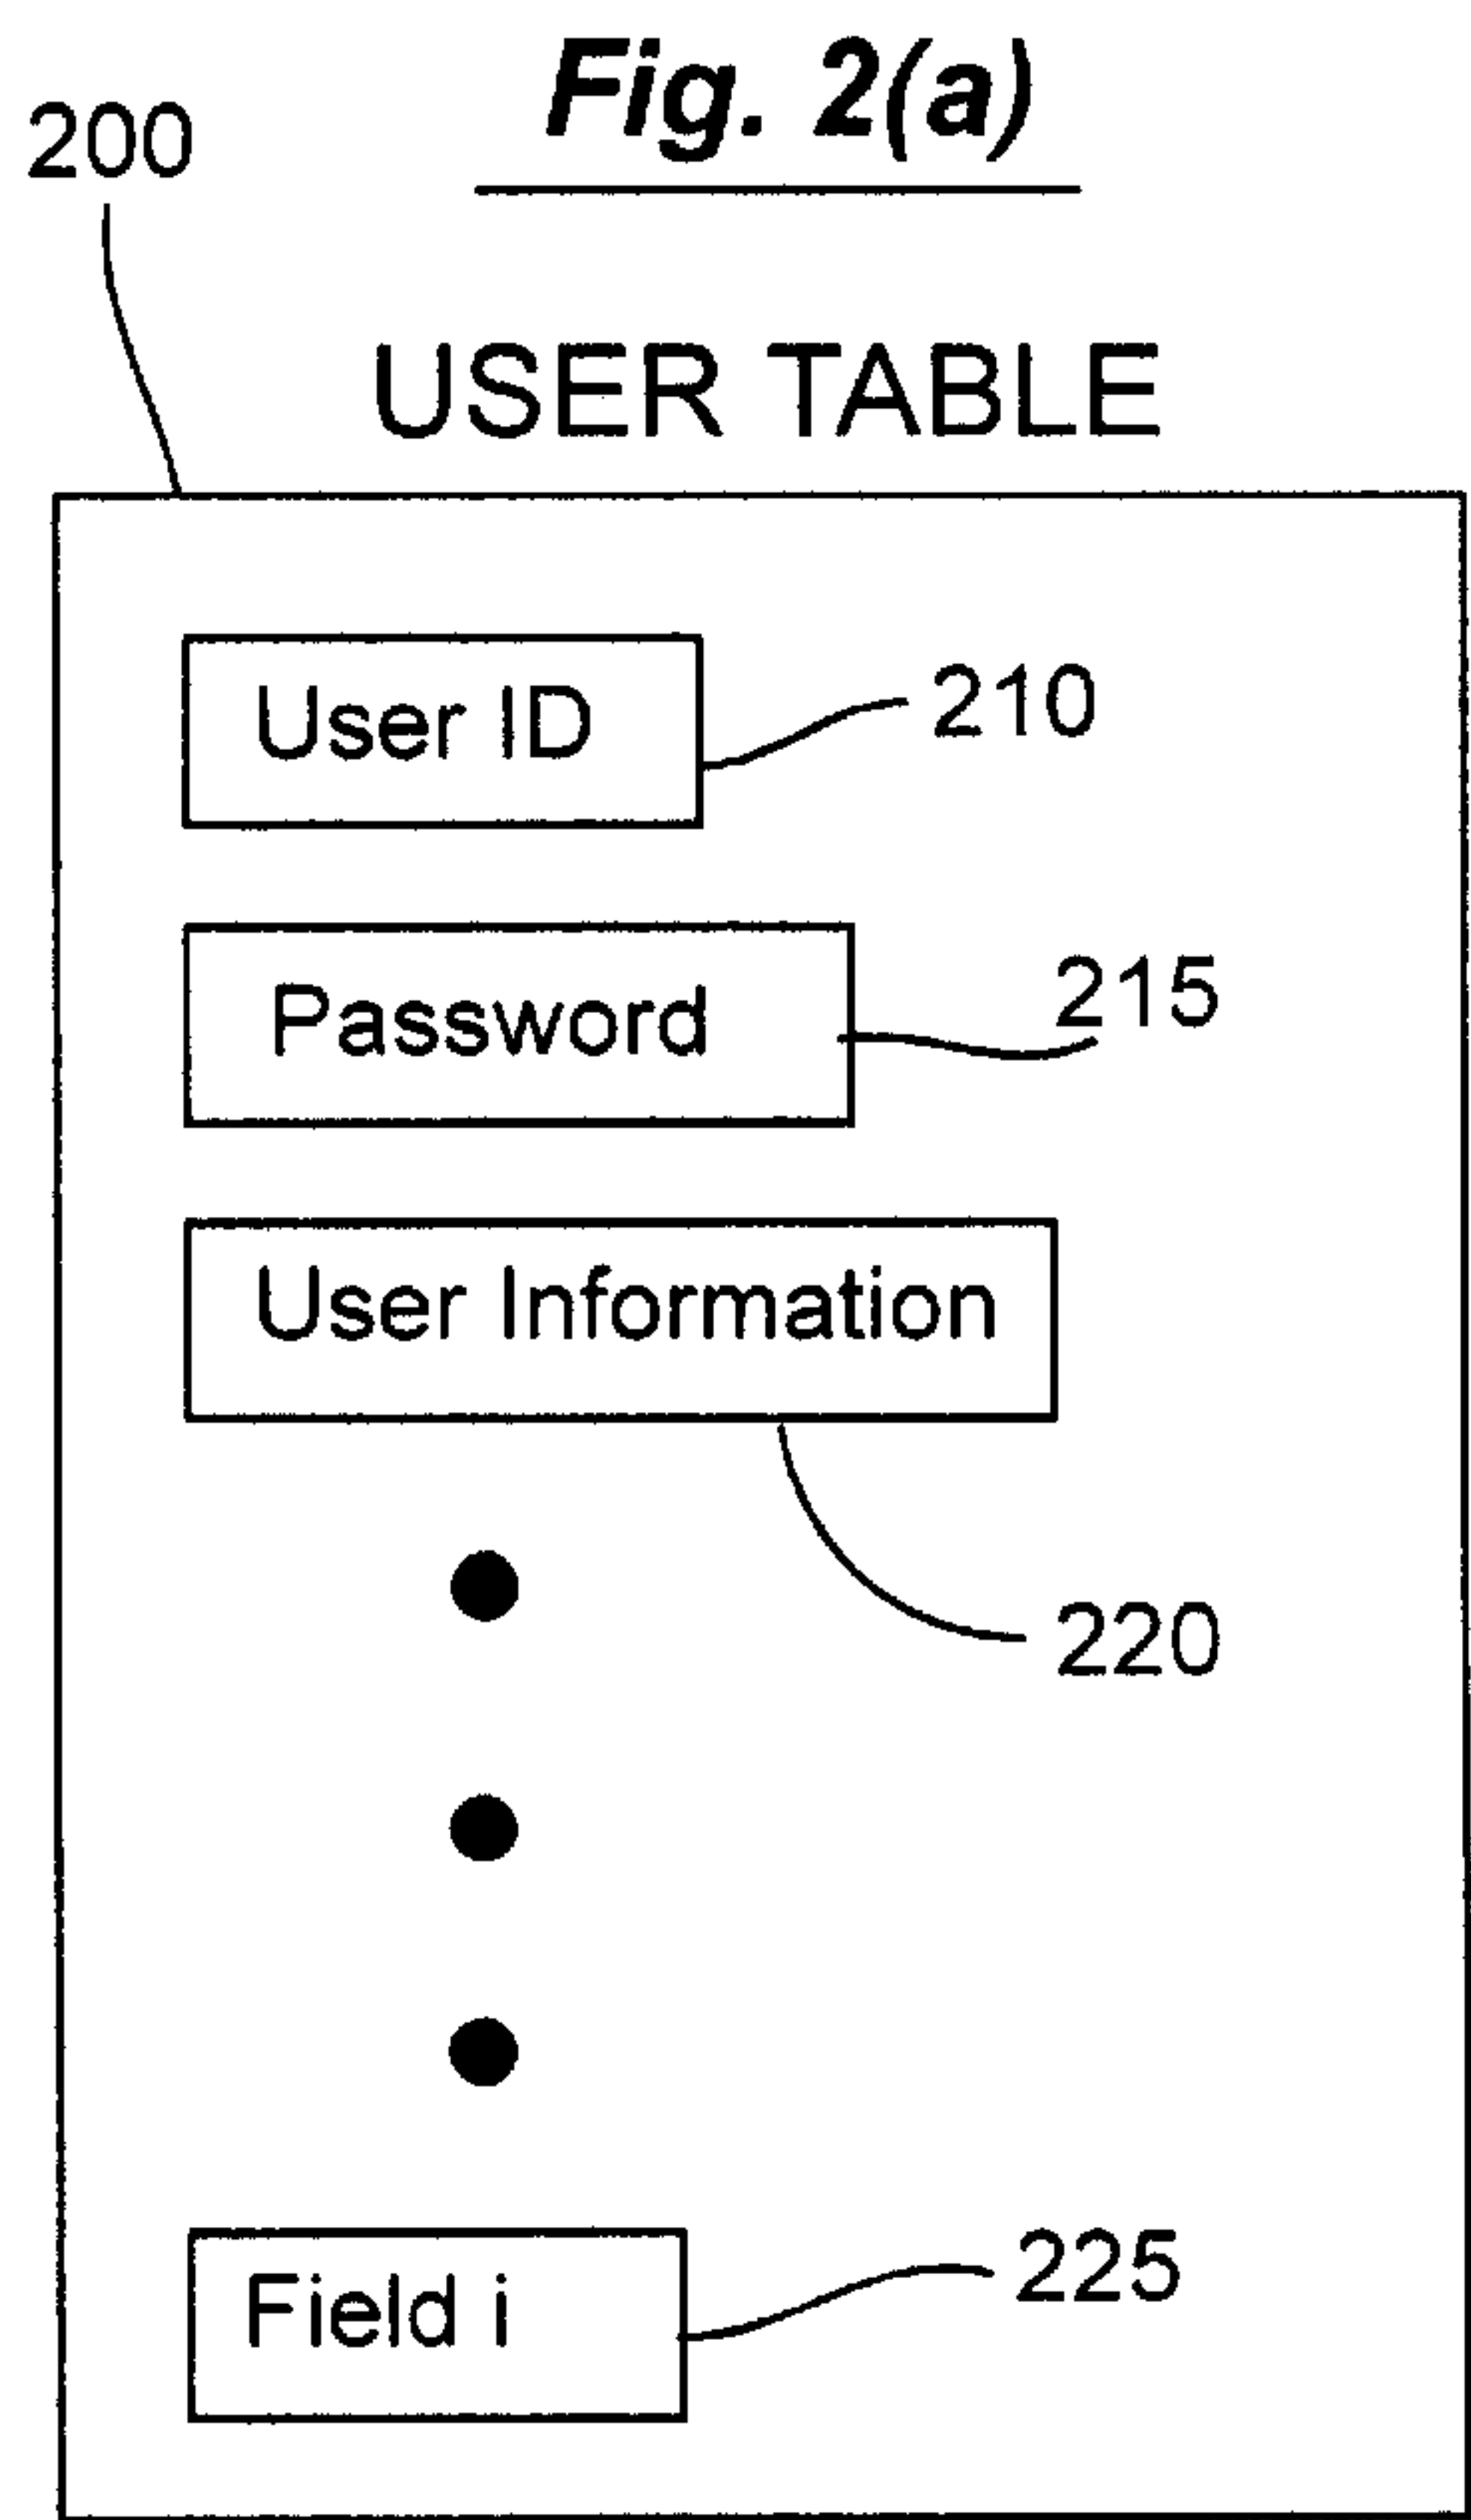 Fig. 2(a)
200
USER TABLE
User ID
210
Password
215
User Information
220
Field i
225